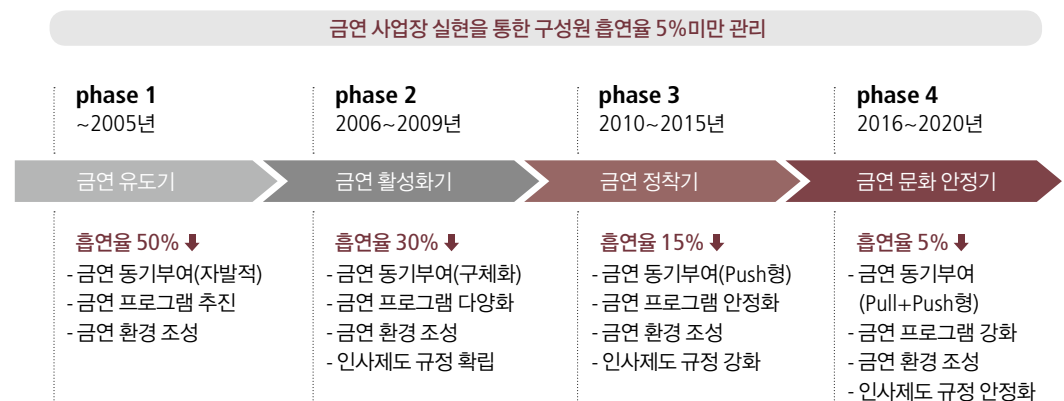 금연 사업장 실현을 통한 구성원 흡연율 5%미만 관리
phase 1
~2005년
금연 유도기
흡연율 50% ⬇
- 금연 동기부여(자발적)
- 금연 프로그램 추진
- 금연 환경 조성
phase 2
2006~2009년
금연 활성화기
흡연율 30% ⬇
- 금연 동기부여(구체화)
- 금연 프로그램 다양화
- 금연 환경 조성
- 인사제도 규정 확립
phase 3
2010~2015년
금연 정착기
흡연율 15% ⬇
- 금연 동기부여(Push형)
- 금연 프로그램 안정화
- 금연 환경 조성
- 인사제도 규정 강화
phase 4
2016~2020년
금연 문화 안정기
흡연율 5% ⬇
- 금연 동기부여
(Pull+Push형)
- 금연 프로그램 강화
- 금연 환경 조성
- 인사제도 규정 안정화